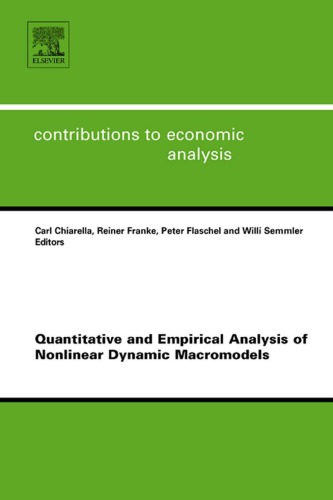 ELSEVIER
contributions to economic
analysis
Carl Chiarella, Reiner Franke, Peter Flaschel and Willi Semmler
Editors
Quantitative and Empirical Analysis of
Nonlinear Dynamic Macromodels